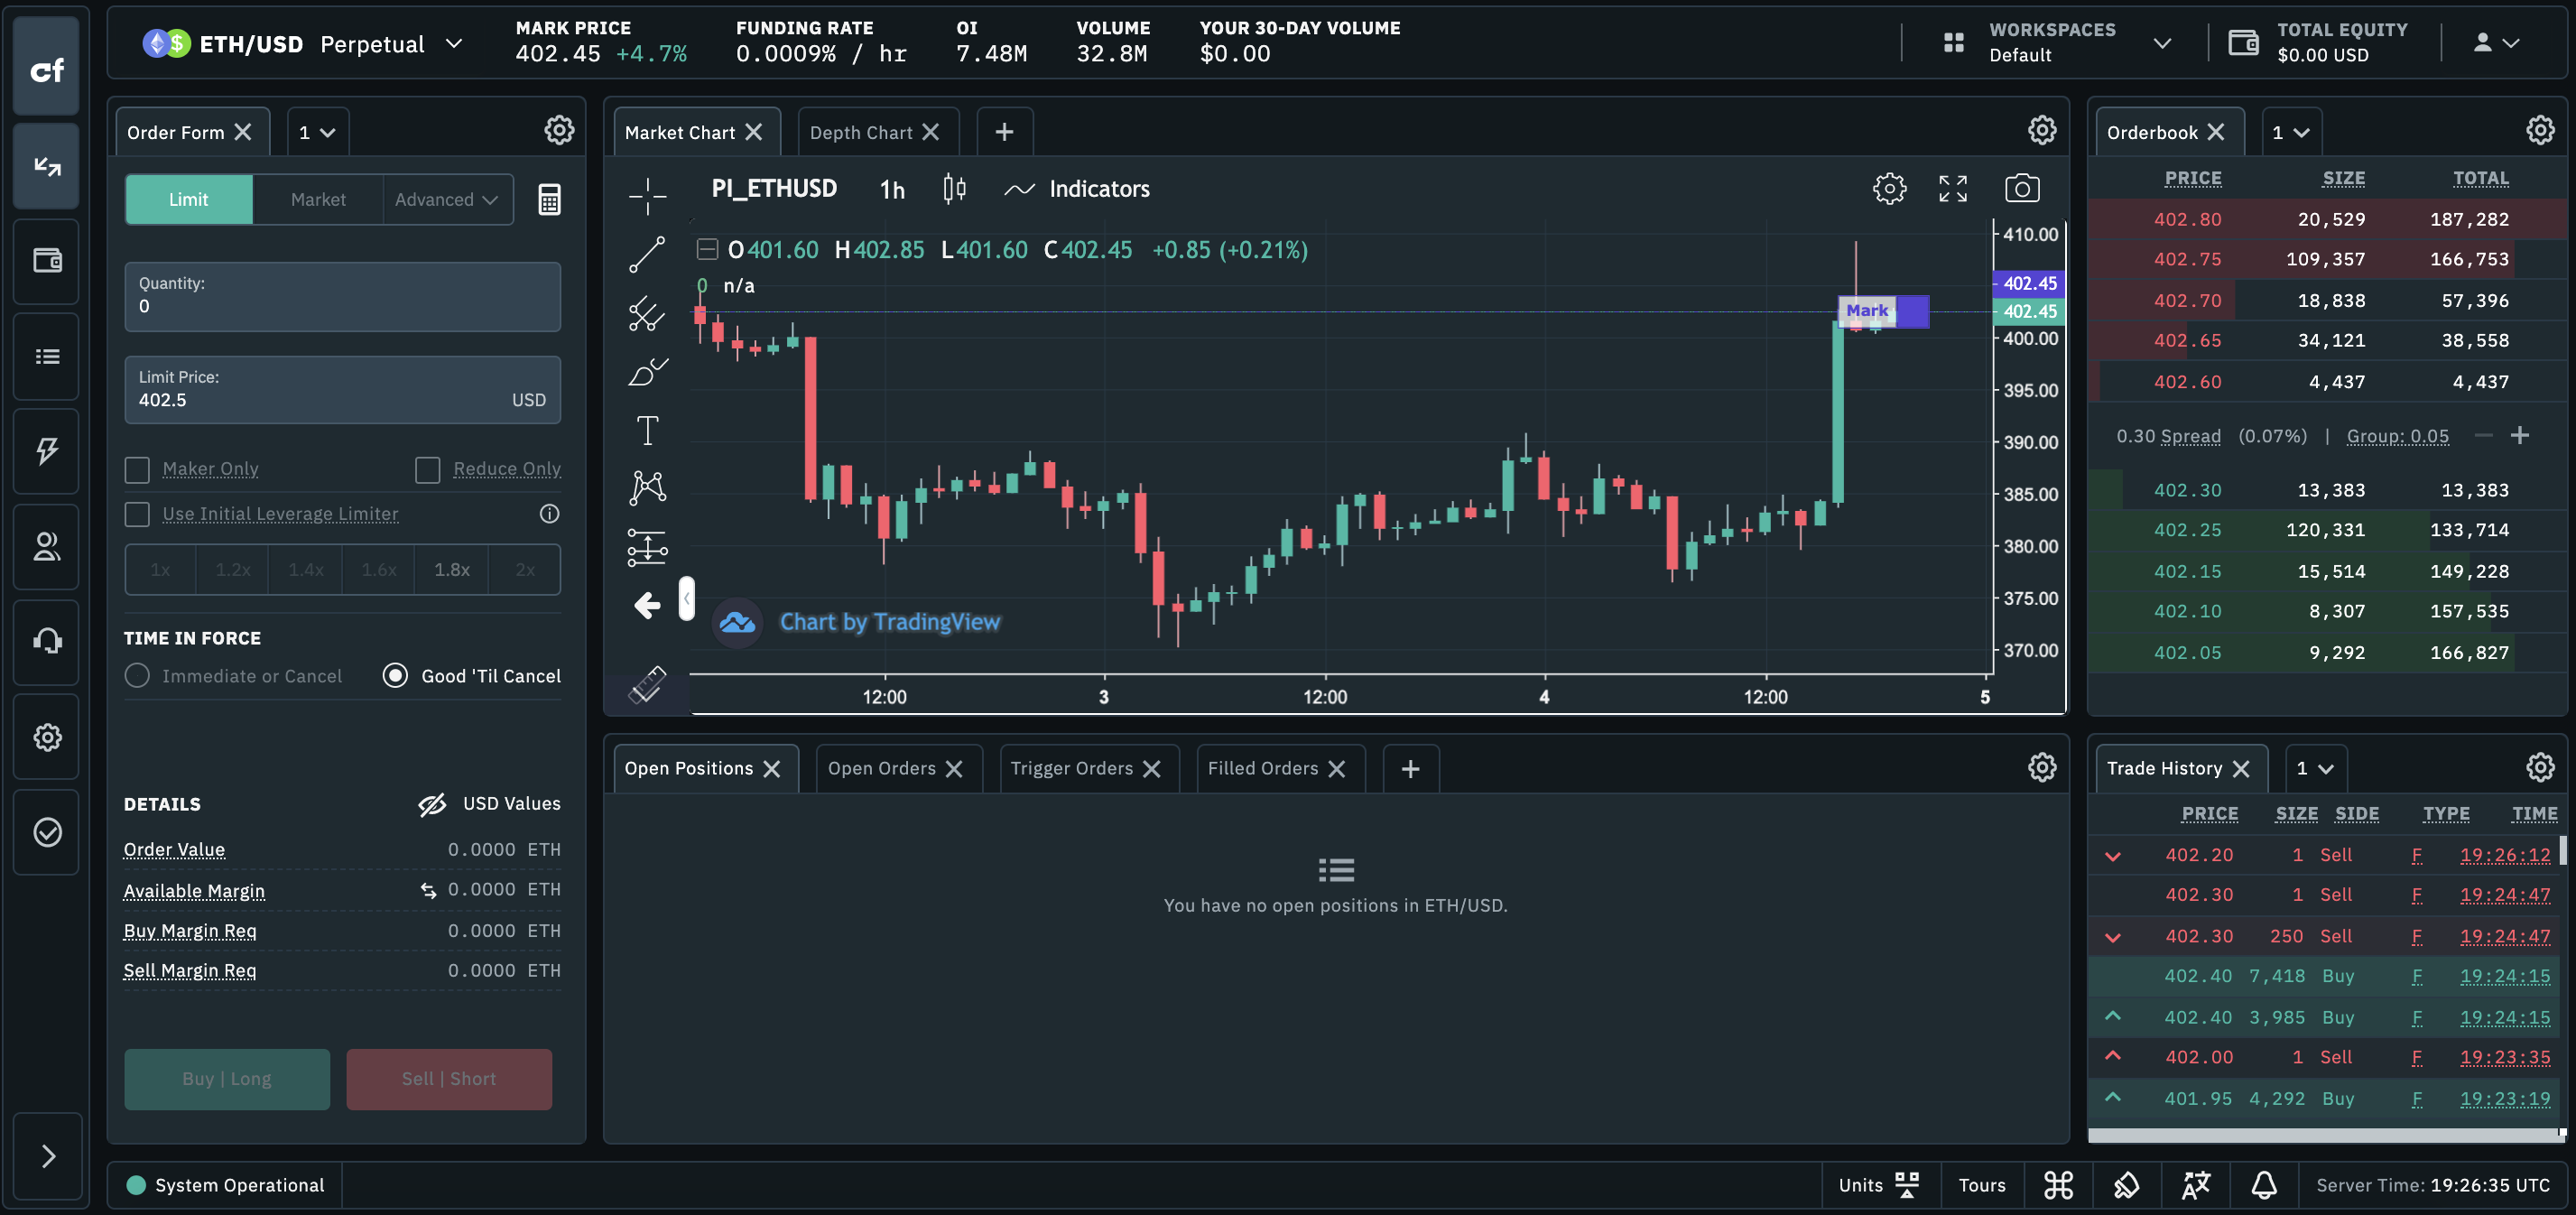 cf
ETH/USD Perpetual
MARK PRICE
402.45 +4.7%
FUNDING RATE
0.0009% / hr
OI
7.48M
VOLUME
32.8M
YOUR 30-DAY VOLUME
$0.00
WORKSPACES
Default
TOTAL EQUITY
$0.00 USD
Order Form
1
Limit Market Advanced
Quantity:
0
Limit Price:
402.5 USD
Maker Only Reduce Only
Use Initial Leverage Limiter
1x 1.2x 1.4x 1.6x 1.8x 2x
TIME IN FORCE
Immediate or Cancel Good 'Til Cancel
DETAILS USD Values
Order Value 0.0000 ETH
Available Margin 0.0000 ETH
Buy Margin Req 0.0000 ETH
Sell Margin Req 0.0000 ETH
Buy | Long Sell | Short
Market Chart Depth Chart +
PI_ETHUSD 1h Indicators
O401.60 H402.85 L401.60 C402.45 +0.85 (+0.21%)
0 n/a
Mark
410.00
402.45
402.45
400.00
395.00
390.00
385.00
380.00
375.00
370.00
Chart by TradingView
12:00 3 12:00 4 12:00 5
Open Positions Open Orders Trigger Orders Filled Orders +
You have no open positions in ETH/USD.
Orderbook 1
PRICE SIZE TOTAL
402.80 20,529 187,282
402.75 109,357 166,753
402.70 18,838 57,396
402.65 34,121 38,558
402.60 4,437 4,437
0.30 Spread (0.07%) | Group: 0.05 − +
402.30 13,383 13,383
402.25 120,331 133,714
402.15 15,514 149,228
402.10 8,307 157,535
402.05 9,292 166,827
Trade History 1
PRICE SIZE SIDE TYPE TIME
402.20 1 Sell F 19:26:12
402.30 1 Sell F 19:24:47
402.30 250 Sell F 19:24:47
402.40 7,418 Buy F 19:24:15
402.40 3,985 Buy F 19:24:15
402.00 1 Sell F 19:23:35
401.95 4,292 Buy F 19:23:19
System Operational
Units
Tours
Server Time: 19:26:35 UTC